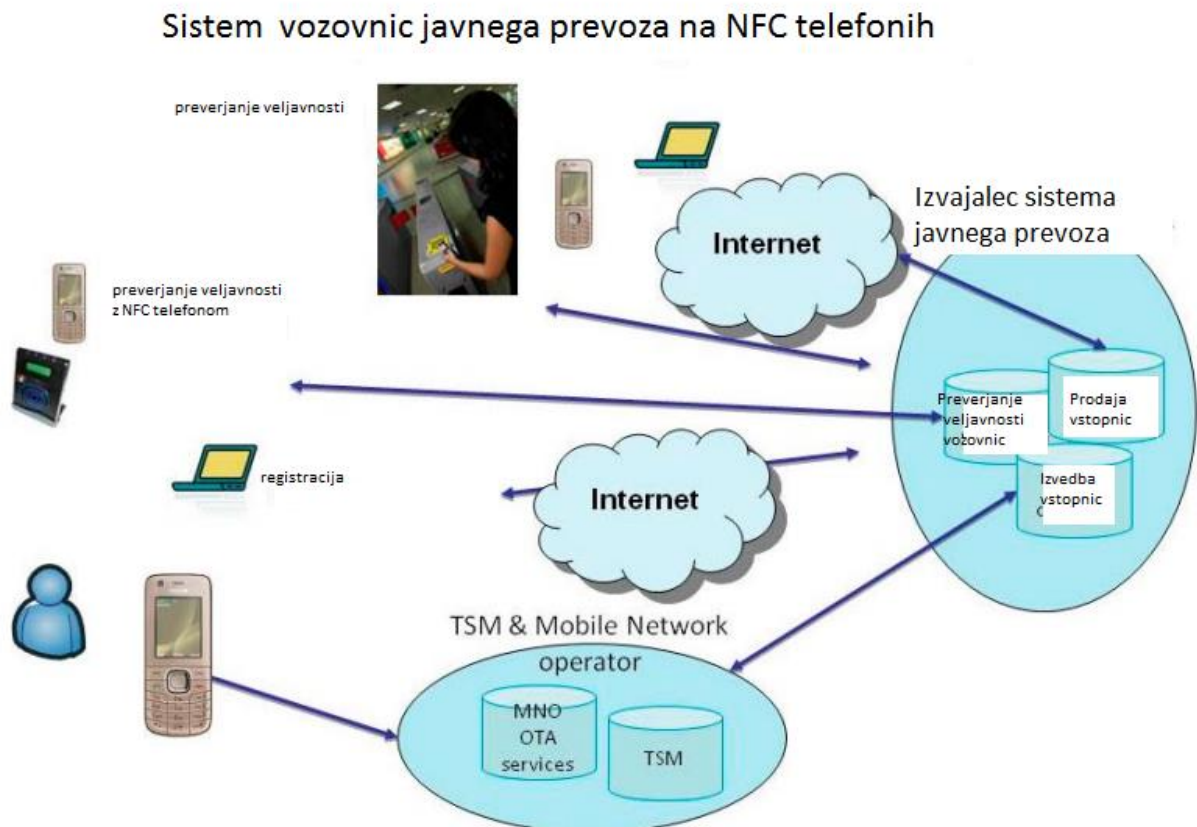 Sistem vozovnic javnega prevoza na NFC telefonih
preverjanje veljavnosti
Internet
Izvajalec sistema
javnega prevoza
preverjanje veljavnosti
z NFC telefonom
Preverjanje
veljavnosti
vozovnic
Prodaja
vstopnic
registracija
Internet
Izvedba
vstopnic
TSM & Mobile Network
operator
MNO
OTA
services
TSM